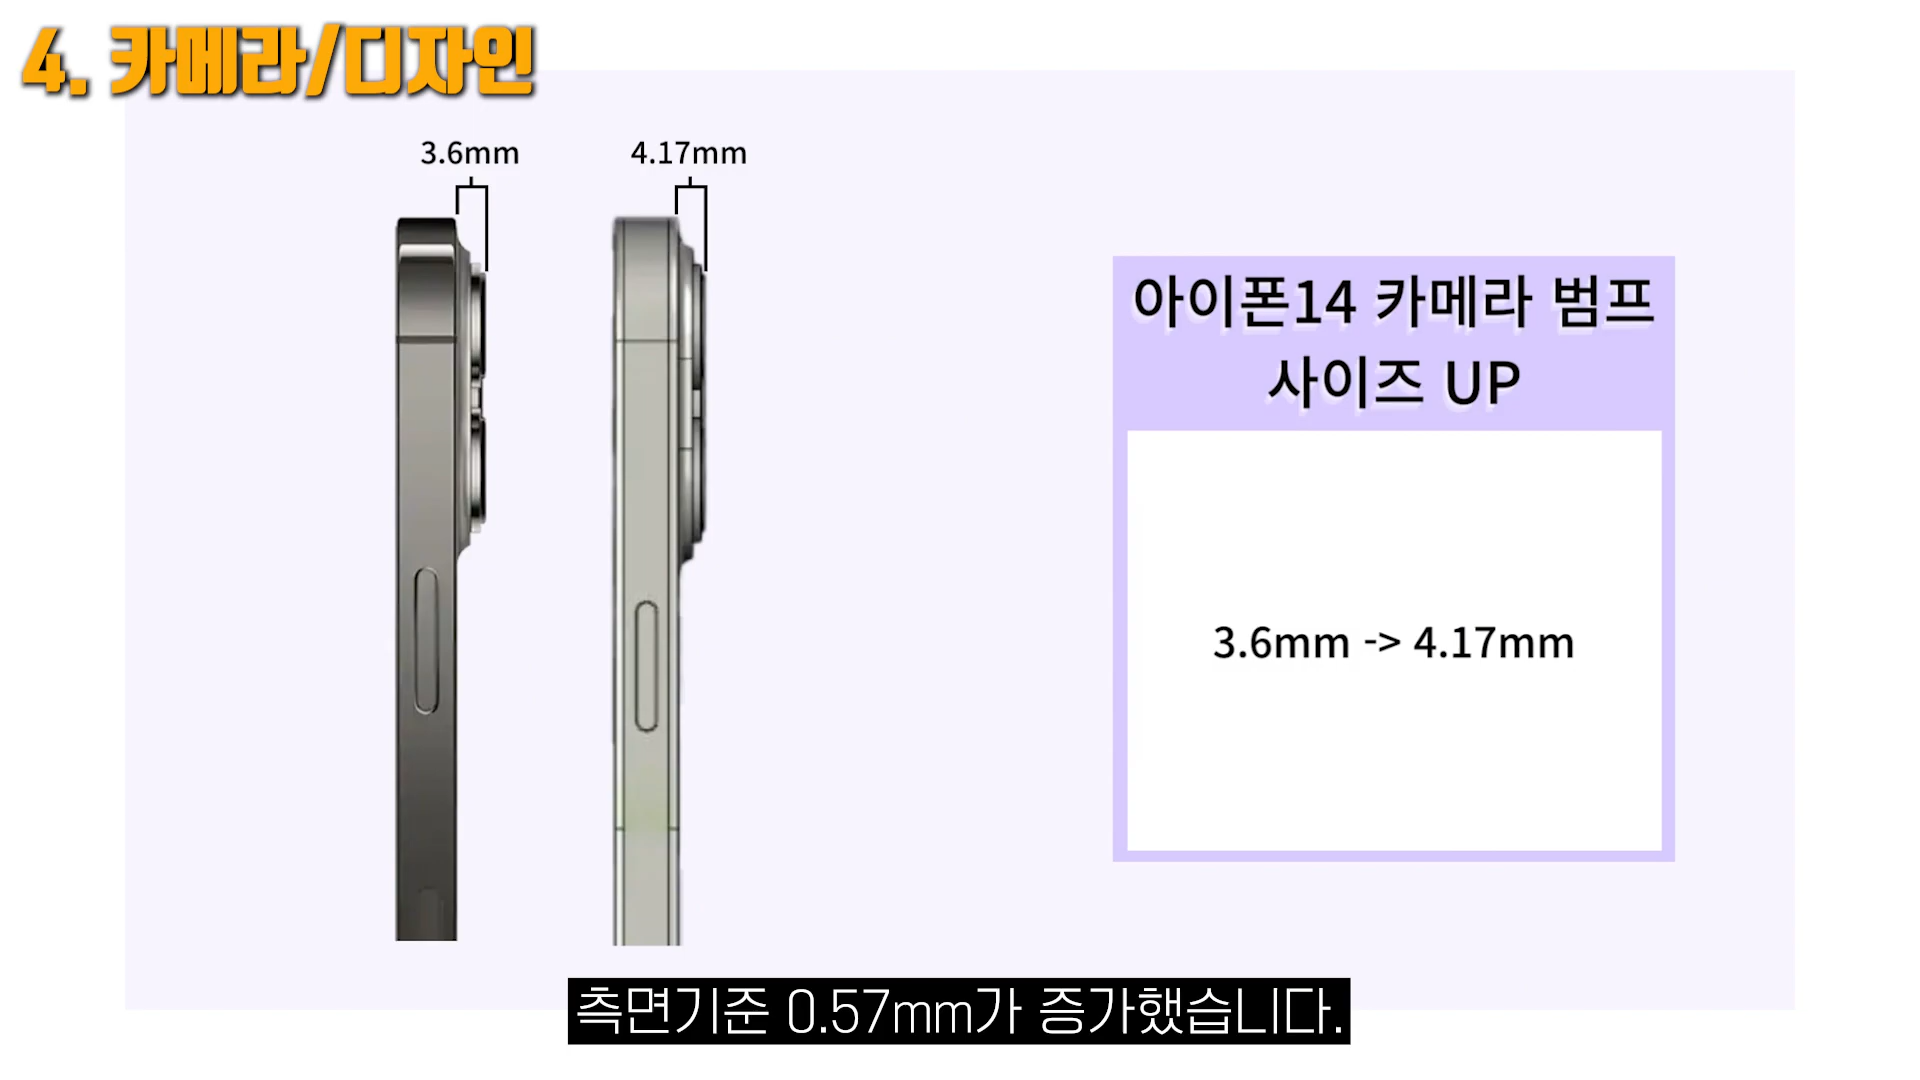 4. 카메라/디자인
3.6mm
4.17mm
아이폰14 카메라 범프
사이즈 UP
3.6mm -> 4.17mm
측면기준 0.57mm가 증가했습니다.